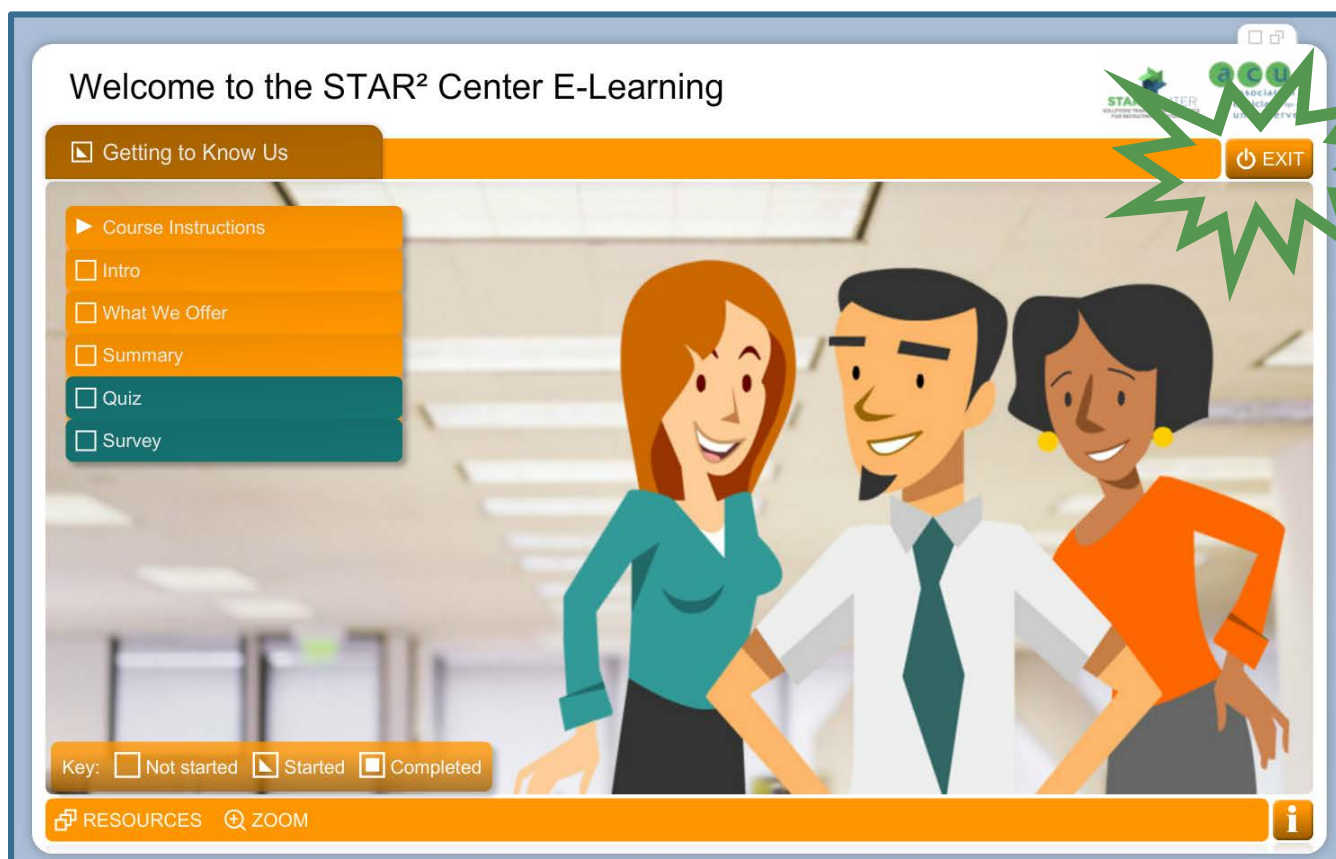 Welcome to the STAR² Center E-Learning
acu
Getting to Know Us
EXIT
Course Instructions
Intro
What We Offer
Summary
Quiz
Survey
Key: Not started Started Completed
RESOURCES ZOOM
i